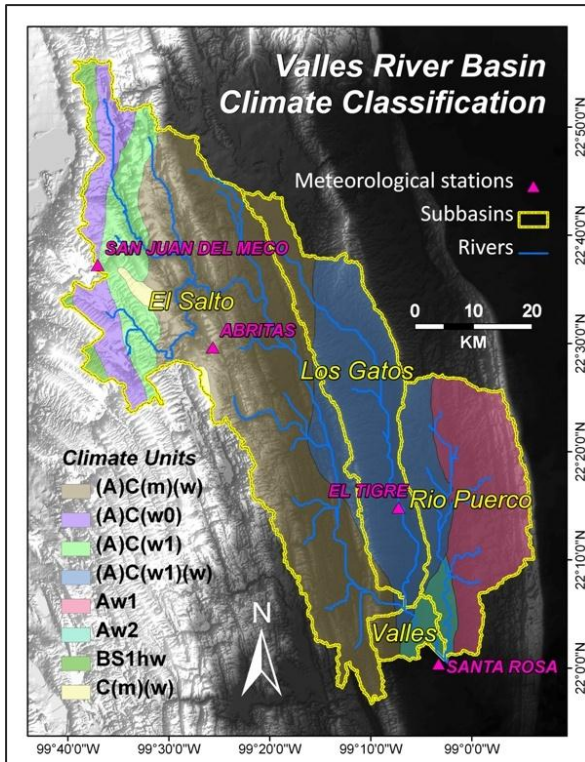 Valles River Basin
Climate Classification
Meteorological stations
Subbasins
Rivers
0 10 20
KM
SAN JUAN DEL MECO
El Salto
ABRITAS
Los Gatos
EL TIGRE
Rio Puerco
Valles
SANTA ROSA
Climate Units
(A)C(m)(w)
(A)C(w0)
(A)C(w1)
(A)C(w1)(w)
Aw1
Aw2
BS1hw
C(m)(w)
N
22°50'0"N
22°40'0"N
22°30'0"N
22°20'0"N
22°10'0"N
22°0'0"N
99°40'0"W 99°30'0"W 99°20'0"W 99°10'0"W 99°0'0"W